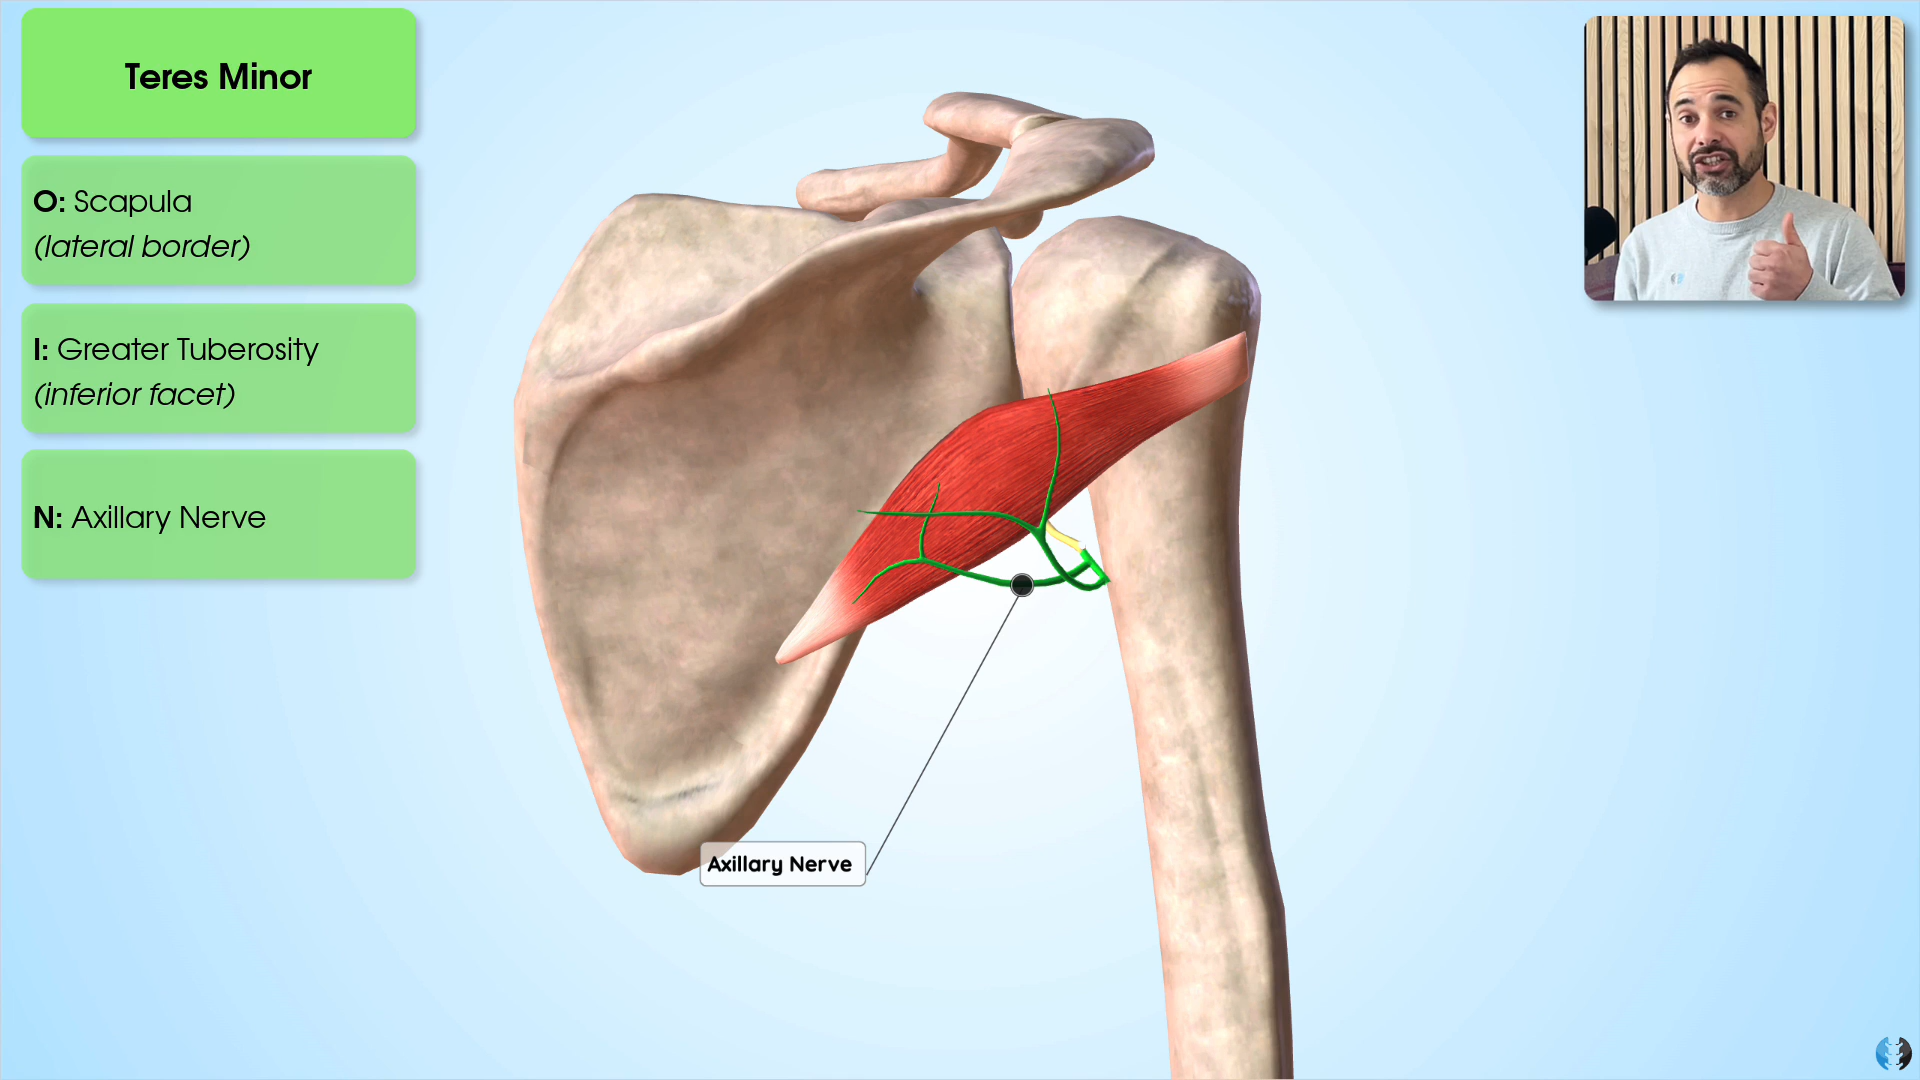 Teres Minor
O: Scapula
(lateral border)
I: Greater Tuberosity
(inferior facet)
N: Axillary Nerve
Axillary Nerve